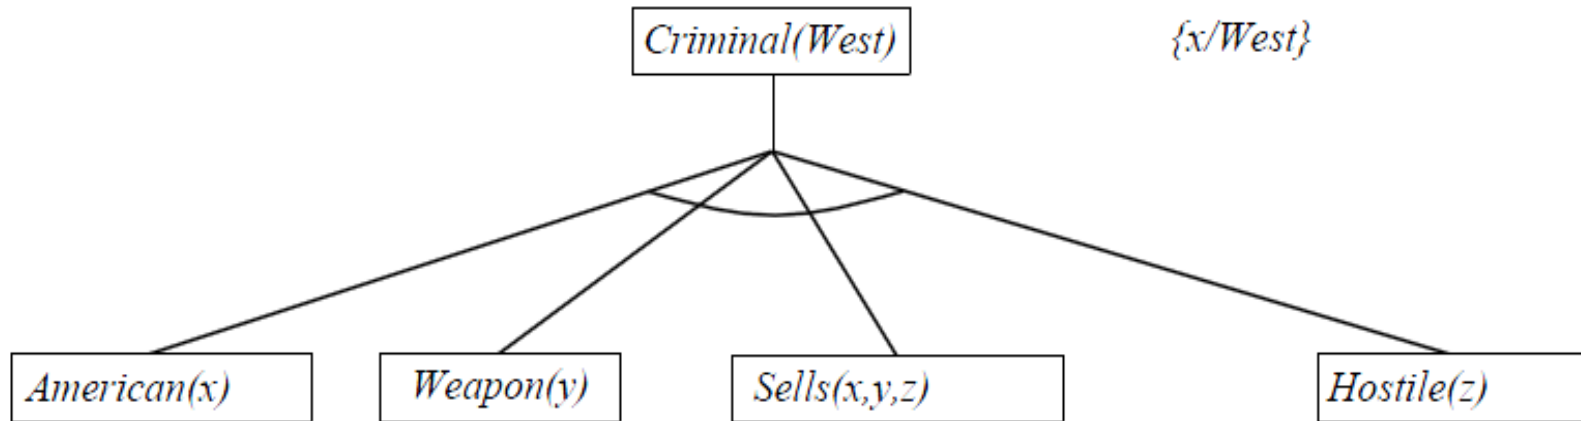 Criminal(West)
{x/West}
American(x)
Weapon(y)
Sells(x,y,z)
Hostile(z)